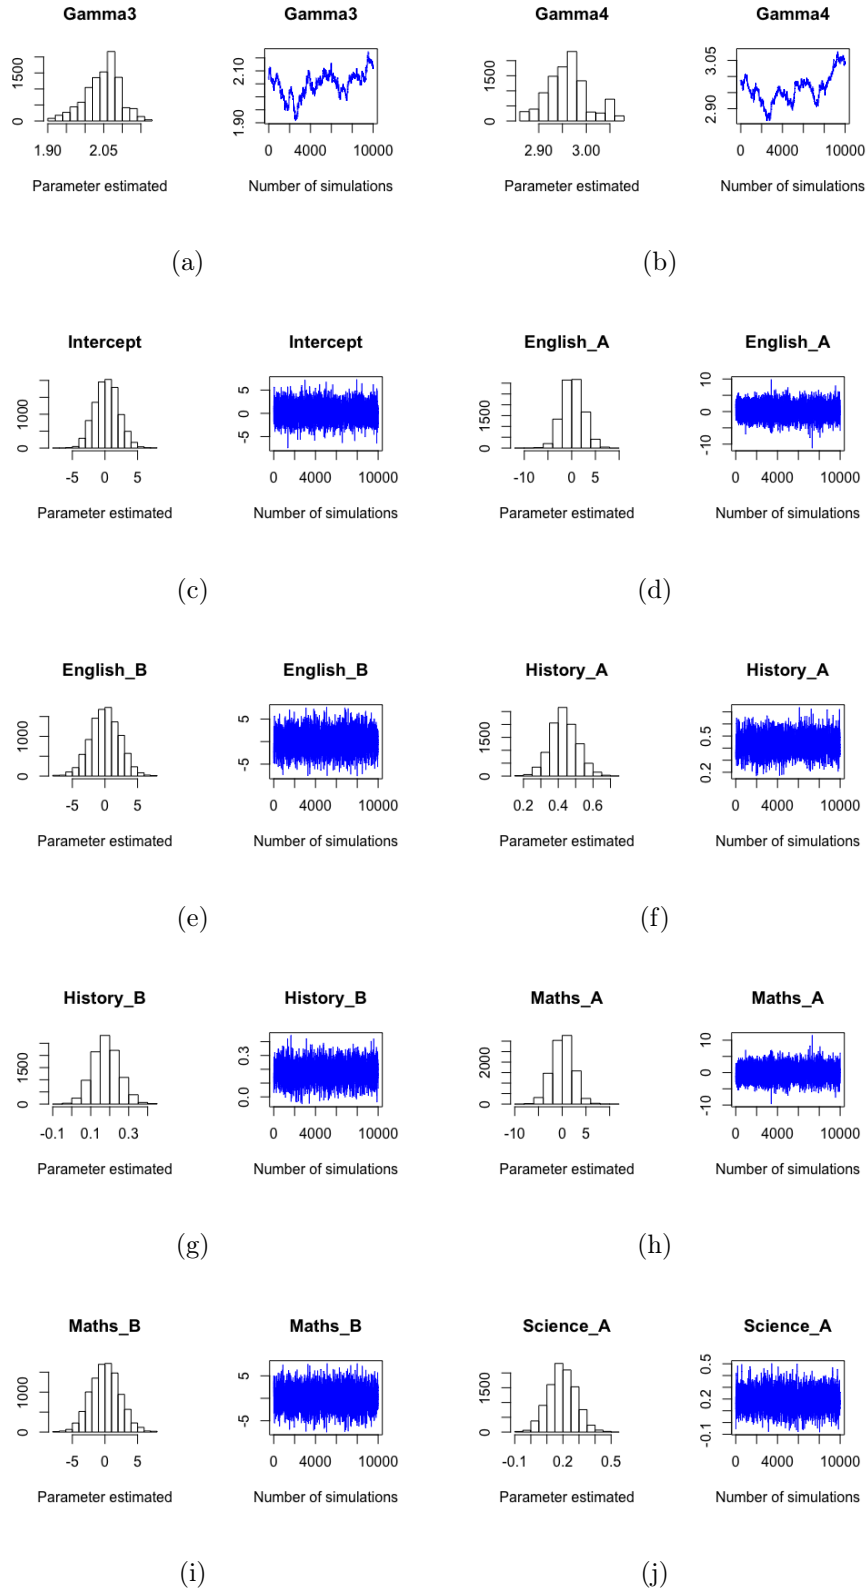 Gamma3 Gamma3 Gamma4 Gamma4
0 1500
1.90 2.10
0 1500
2.90 3.05
1.90 2.05 0 4000 10000 2.90 3.00 0 4000 10000
Parameter estimated Number of simulations Parameter estimated Number of simulations
(a) (b)
Intercept Intercept English_A English_A
0 1000
-5 0 5
0 1500
-10 0 10
-5 0 5 0 4000 10000 -10 0 5 0 4000 10000
Parameter estimated Number of simulations Parameter estimated Number of simulations
(c) (d)
English_B English_B History_A History_A
0 1000
-5 5
0 1500
0.2 0.5
-5 0 5 0 4000 10000 0.2 0.4 0.6 0 4000 10000
Parameter estimated Number of simulations Parameter estimated Number of simulations
(e) (f)
History_B History_B Maths_A Maths_A
0 1500
0.0 0.3
0 2000
-10 0 10
-0.1 0.1 0.3 0 4000 10000 -10 0 5 0 4000 10000
Parameter estimated Number of simulations Parameter estimated Number of simulations
(g) (h)
Maths_B Maths_B Science_A Science_A
0 1000
-5 5
0 1500
-0.1 0.2 0.5
-5 0 5 0 4000 10000 -0.1 0.2 0.5 0 4000 10000
Parameter estimated Number of simulations Parameter estimated Number of simulations
(i) (j)